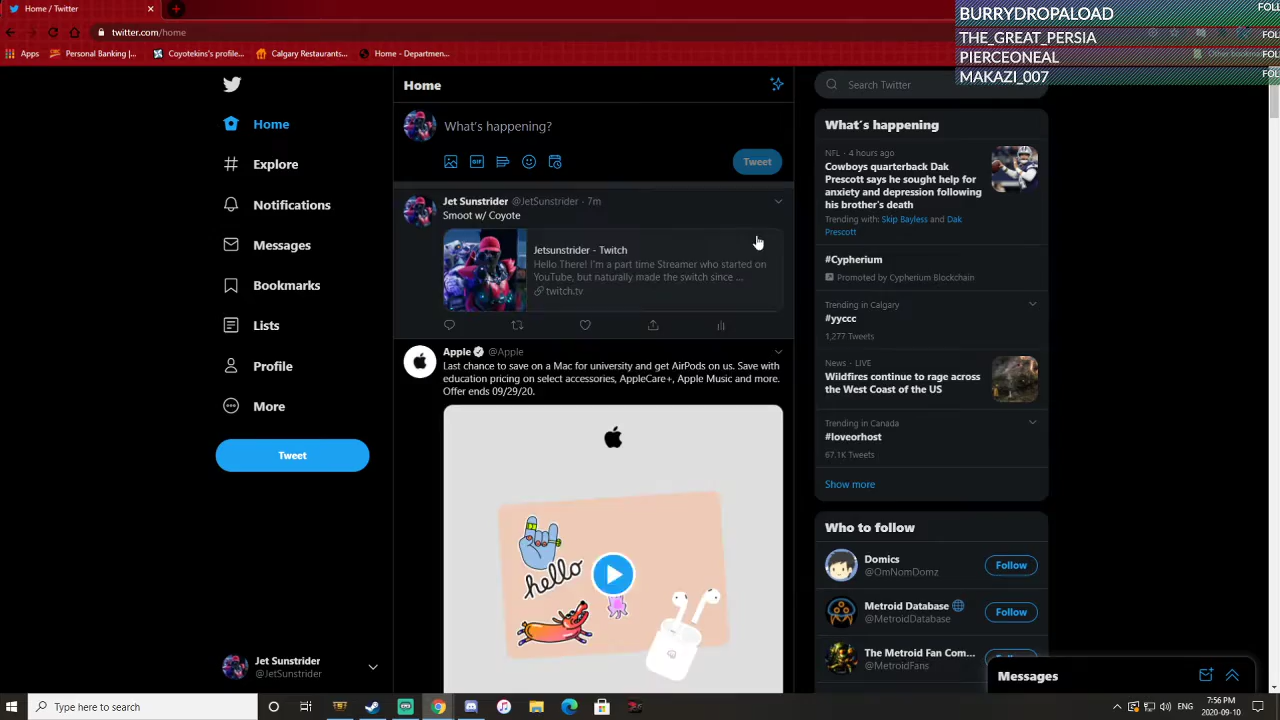 Home / Twitter
BURRYDROPALOAD
FOLL
twitter.com/home
THE_GREAT_PERSIA
FOL
Apps
Personal Banking |...
Coyotekins's profile...
Calgary Restaurants...
Home - Departmen...
PIERCEONEAL
FOL
MAKAZI_007
FOL
Home
Search Twitter
Home
Explore
Notifications
Messages
Bookmarks
Lists
Profile
More
Tweet
Jet Sunstrider
@JetSunstrider
What's happening?
GIF
Tweet
Jet Sunstrider @JetSunstrider · 7m
Smoot w/ Coyote
Jetsunstrider - Twitch
Hello There! I'm a part time Streamer who started on
YouTube, but naturally made the switch since ...
twitch.tv
Apple @Apple
Last chance to save on a Mac for university and get AirPods on us. Save with
education pricing on select accessories, AppleCare+, Apple Music and more.
Offer ends 09/29/20.
hello
What's happening
NFL · 4 hours ago
Cowboys quarterback Dak
Prescott says he sought help for
anxiety and depression following
his brother's death
Trending with: Skip Bayless and Dak
Prescott
#Cypherium
Promoted by Cypherium Blockchain
Trending in Calgary
#yyccc
1,277 Tweets
News · LIVE
Wildfires continue to rage across
the West Coast of the US
Trending in Canada
#loveorhost
67.1K Tweets
Show more
Who to follow
Domics
@OmNomDomz
Follow
Metroid Database
@MetroidDatabase
Follow
The Metroid Fan Com...
@MetroidFans
Messages
Type here to search
ENG
7:56 PM
2020-09-10